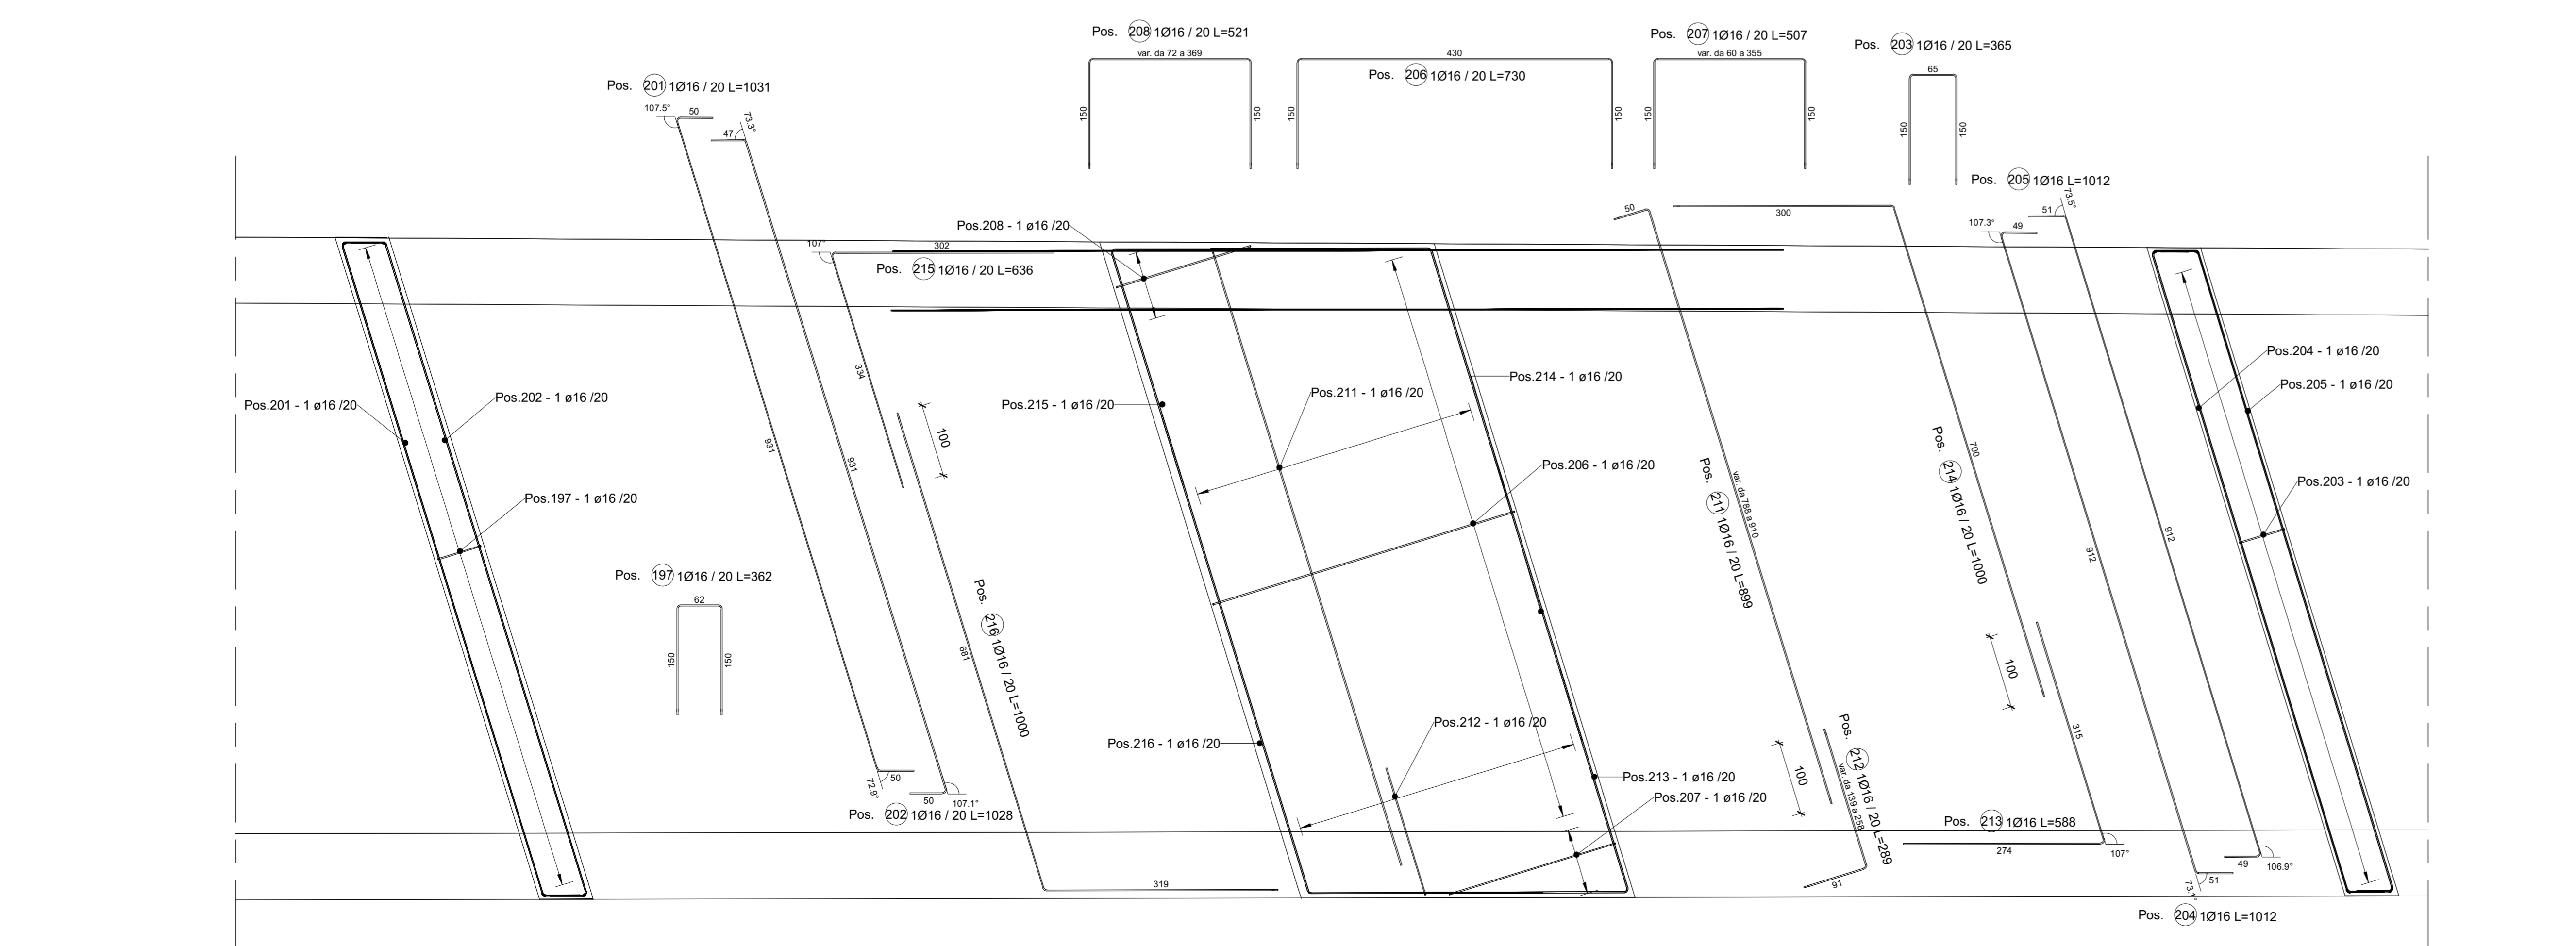 Pos. 208 1Ø16 / 20 L=521
var. da 72 a 369
150
150
430
Pos. 206 1Ø16 / 20 L=730
150
150
Pos. 207 1Ø16 / 20 L=507
var. da 60 a 355
150
150
Pos. 203 1Ø16 / 20 L=365
65
150
150
Pos. 201 1Ø16 / 20 L=1031
107.5°
50
47
73.3°
931
931
72.9°
50
50
107.1°
Pos. 202 1Ø16 / 20 L=1028
Pos. 205 1Ø16 L=1012
73.5°
51
107.3°
49
912
912
49
106.9°
51
73.1°
Pos. 204 1Ø16 L=1012
Pos.208 - 1 ø16 /20
107°
302
Pos. 215 1Ø16 / 20 L=636
334
100
50
300
Pos.201 - 1 ø16 /20
Pos.202 - 1 ø16 /20
Pos.197 - 1 ø16 /20
Pos. 197 1Ø16 / 20 L=362
62
150
150
Pos.215 - 1 ø16 /20
Pos.211 - 1 ø16 /20
Pos.214 - 1 ø16 /20
Pos.206 - 1 ø16 /20
Pos. 216 1Ø16 / 20 L=1000
681
319
Pos.216 - 1 ø16 /20
Pos.212 - 1 ø16 /20
Pos.213 - 1 ø16 /20
Pos.207 - 1 ø16 /20
Pos. 211 1Ø16 / 20 L=899
var. da 788 a 910
100
Pos. 212 1Ø16 / 20 L=289
var. da 139 a 258
91
Pos. 214 1Ø16 / 20 L=1000
700
100
315
Pos. 213 1Ø16 L=588
274
107°
Pos.204 - 1 ø16 /20
Pos.205 - 1 ø16 /20
Pos.203 - 1 ø16 /20